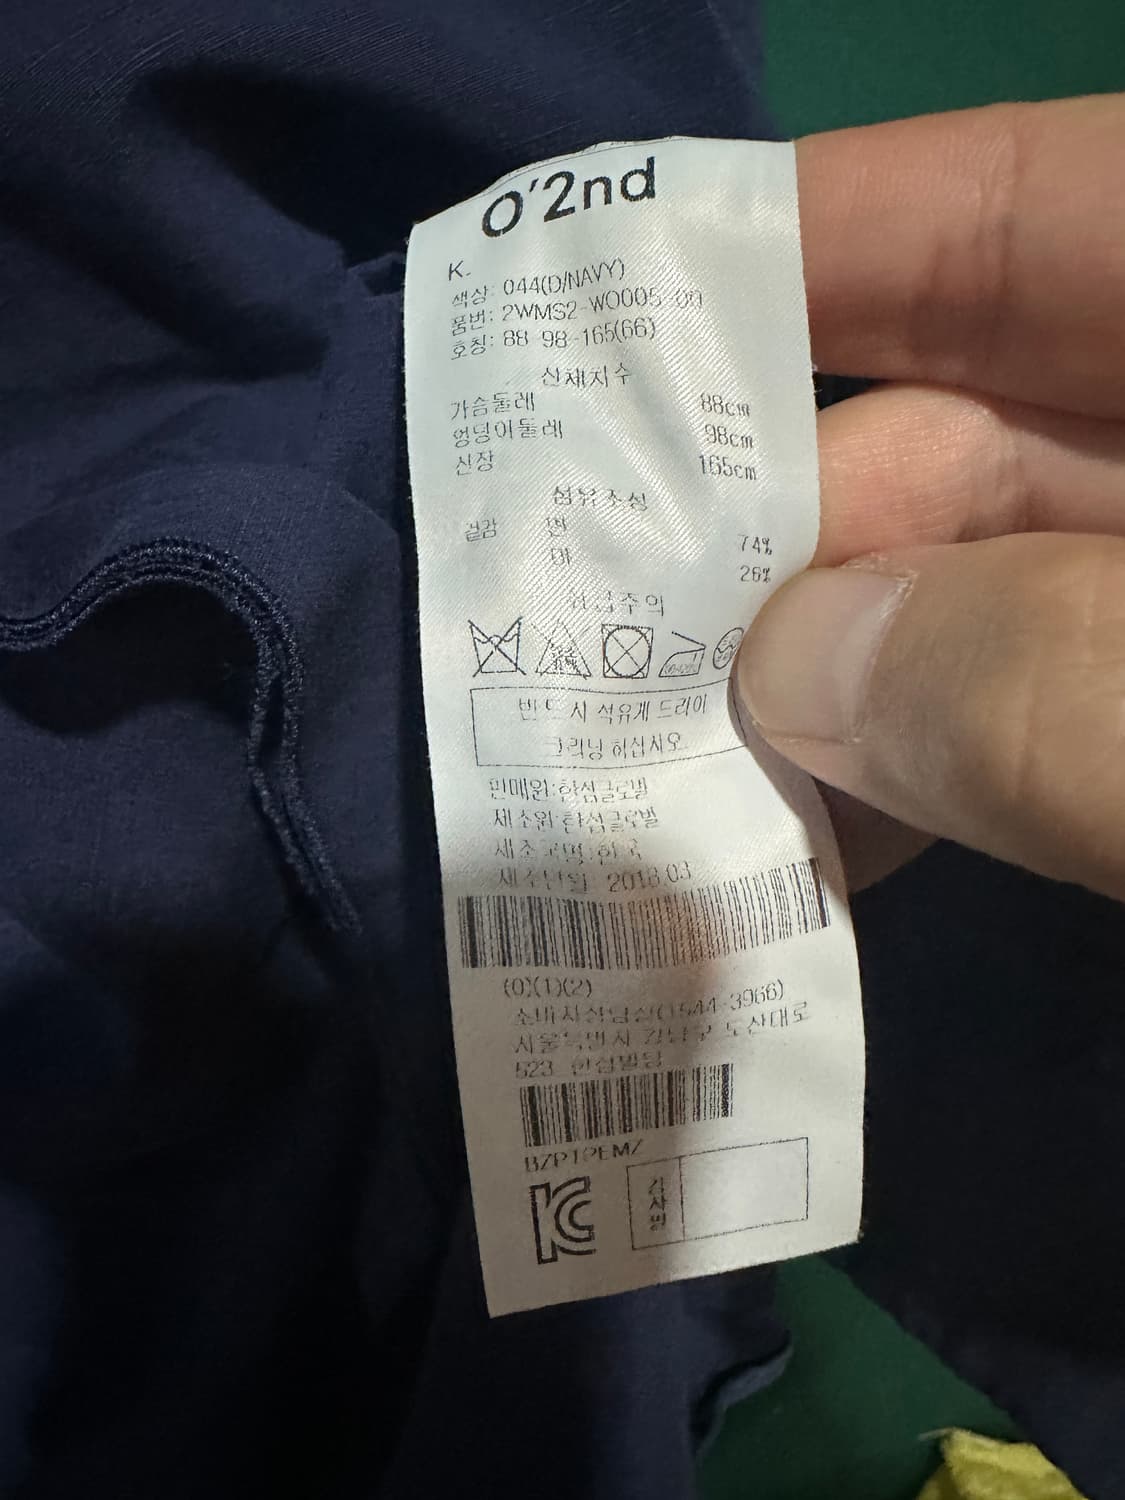 O'2nd
K.
색상: 044(D/NAVY)
품번: 2WMS2-WO005-00
호칭: 88-98-165(66)
신체치수
가슴둘레 88cm
엉덩이둘레 98cm
신장 165cm
섬유조성
겉감 면 74%
마 26%
취급주의
반드시 석유계 드라이
크리닝 하십시오.
판매원:한섬글로벌
제조원:한섬글로벌
제조국명:한국
제조년월: 2018.03
(0)(1)(2)
소비자상담실(1544-3966)
서울특별시 강남구 도산대로
523 한섬빌딩
검사필